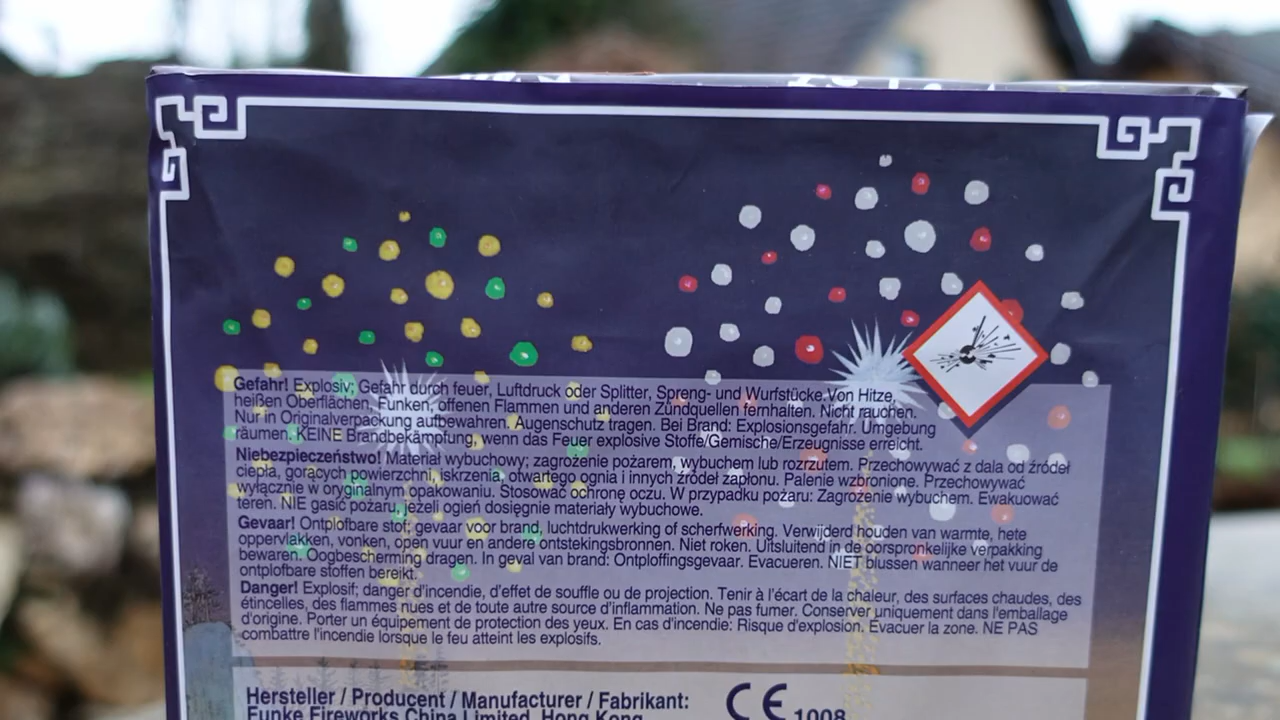 Gefahr! Explosiv; Gefahr durch feuer, Luftdruck oder Splitter, Spreng- und Wurfstücke.Von Hitze,
heißen Oberflächen, Funken, offenen Flammen und anderen Zündquellen fernhalten. Nicht rauchen.
Nur in Originalverpackung aufbewahren. Augenschutz tragen. Bei Brand: Explosionsgefahr. Umgebung
räumen. KEINE Brandbekämpfung, wenn das Feuer explosive Stoffe/Gemische/Erzeugnisse erreicht.
Niebezpieczeństwo! Materiał wybuchowy; zagrożenie pożarem, wybuchem lub rozrzutem. Przechowywać z dala od źródeł
ciepła, gorących powierzchni, skrzenia, otwartego ognia i innych źródeł zapłonu. Palenie wzbronione. Przechowywać
wyłącznie w oryginalnym opakowaniu. Stosować ochronę oczu. W przypadku pożaru: Zagrożenie wybuchem. Ewakuować
teren. NIE gasić pożaru, jeżeli ogień dosięgnie materiały wybuchowe.
Gevaar! Ontplofbare stof; gevaar voor brand, luchtdrukwerking of scherfwerking. Verwijderd houden van warmte, hete
oppervlakken, vonken, open vuur en andere ontstekingsbronnen. Niet roken. Uitsluitend in de oorspronkelijke verpakking
bewaren. Oogbescherming dragen. In geval van brand: Ontploffingsgevaar. Evacueren. NIET blussen wanneer het vuur de
ontplofbare stoffen bereikt.
Danger! Explosif; danger d'incendie, d'effet de souffle ou de projection. Tenir à l'écart de la chaleur, des surfaces chaudes, des
étincelles, des flammes nues et de toute autre source d'inflammation. Ne pas fumer. Conserver uniquement dans l'emballage
d'origine. Porter un équipement de protection des yeux. En cas d'incendie: Risque d'explosion. Évacuer la zone. NE PAS
combattre l'incendie lorsque le feu atteint les explosifs.
Hersteller / Producent / Manufacturer / Fabrikant:
Funke Fireworks China Limited, Hong Kong
CE 1008